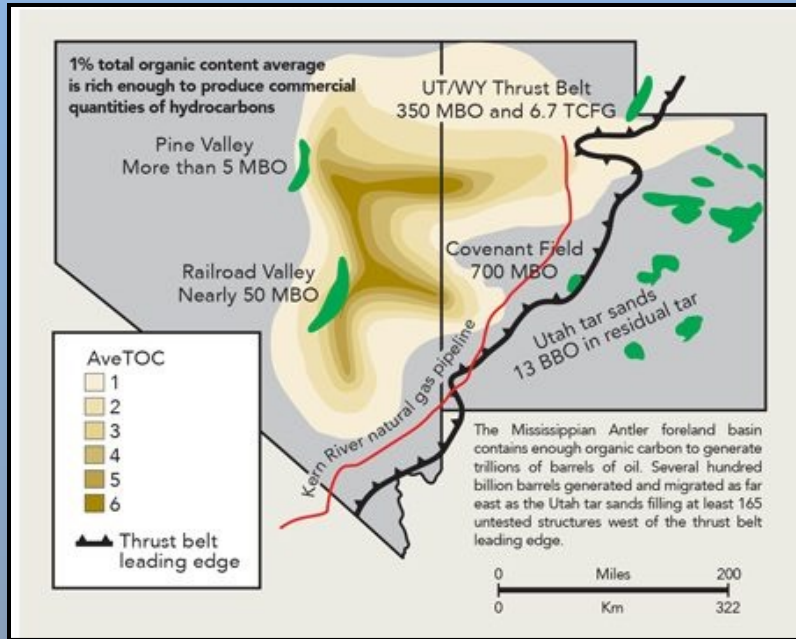 1% total organic content average
is rich enough to produce commercial
quantities of hydrocarbons
UT/WY Thrust Belt
350 MBO and 6.7 TCFG
Pine Valley
More than 5 MBO
Railroad Valley
Nearly 50 MBO
Covenant Field
700 MBO
Utah tar sands
13 BBO in residual tar
Kern River natural gas pipeline
AveTOC
1
2
3
4
5
6
Thrust belt
leading edge
The Mississippian Antler foreland basin
contains enough organic carbon to generate
trillions of barrels of oil. Several hundred
billion barrels generated and migrated as far
east as the Utah tar sands filling at least 165
untested structures west of the thrust belt
leading edge.
0 Miles 200
0 Km 322